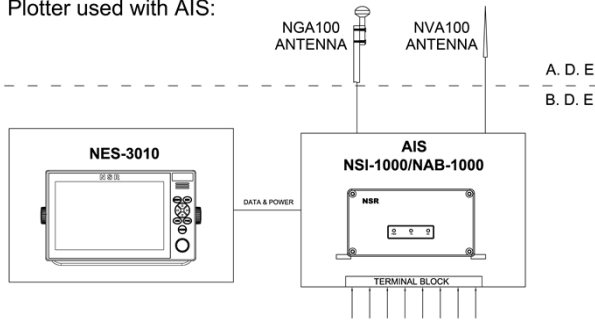 Plotter used with AIS:
NGA100
ANTENNA
NVA100
ANTENNA
A. D. E
B. D. E
NES-3010
NSR
DATA & POWER
AIS
NSI-1000/NAB-1000
NSR
TERMINAL BLOCK